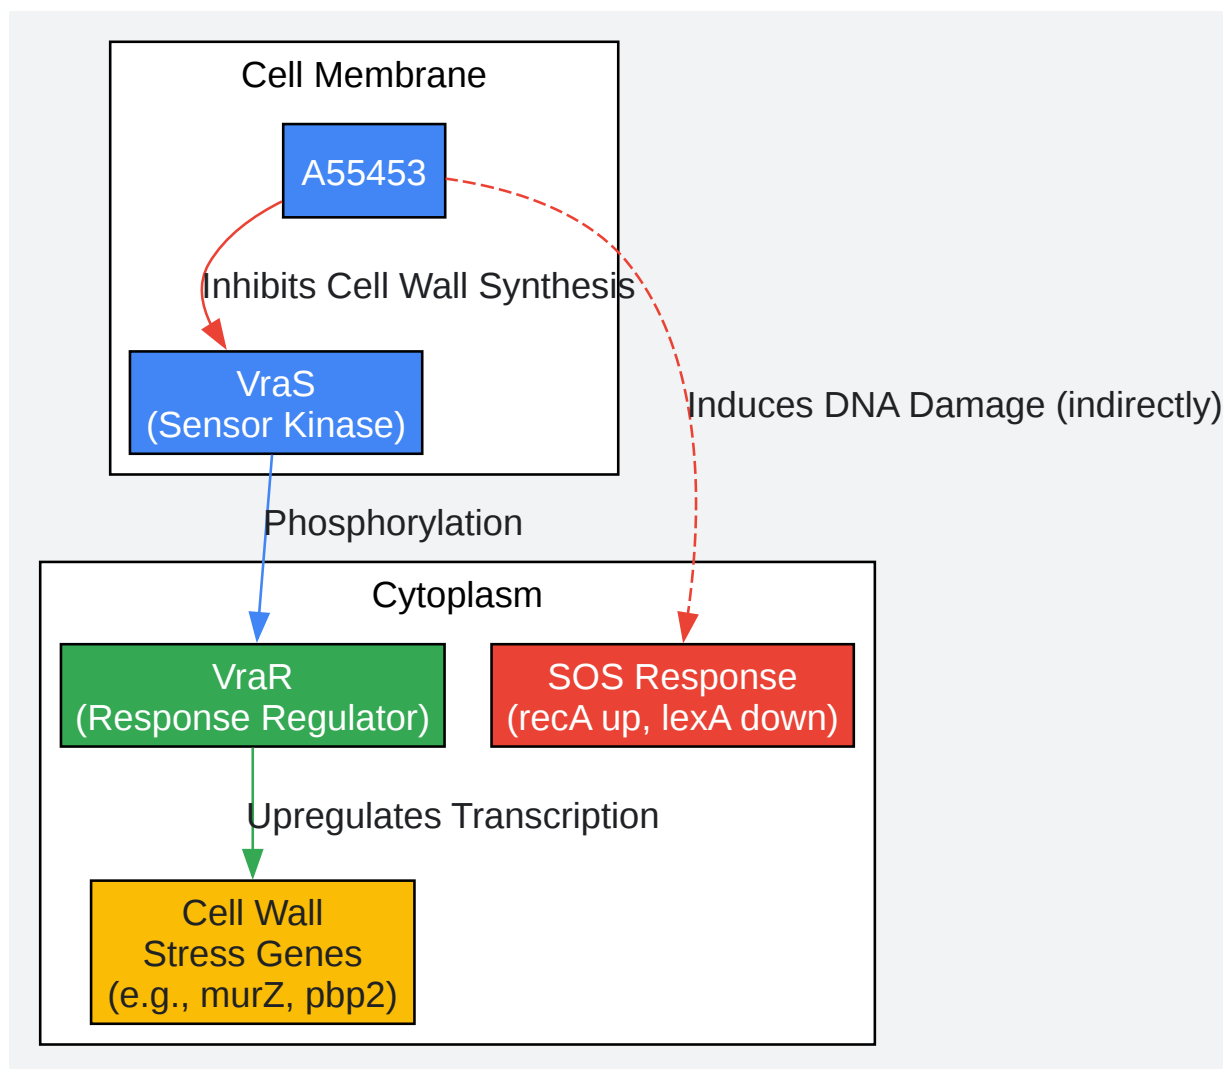 Cell Membrane
A55453
Inhibits Cell Wall Synthesis
VraS
(Sensor Kinase)
Induces DNA Damage (indirectly)
Phosphorylation
Cytoplasm
VraR
(Response Regulator)
SOS Response
(recA up, lexA down)
Upregulates Transcription
Cell Wall
Stress Genes
(e.g., murZ, pbp2)